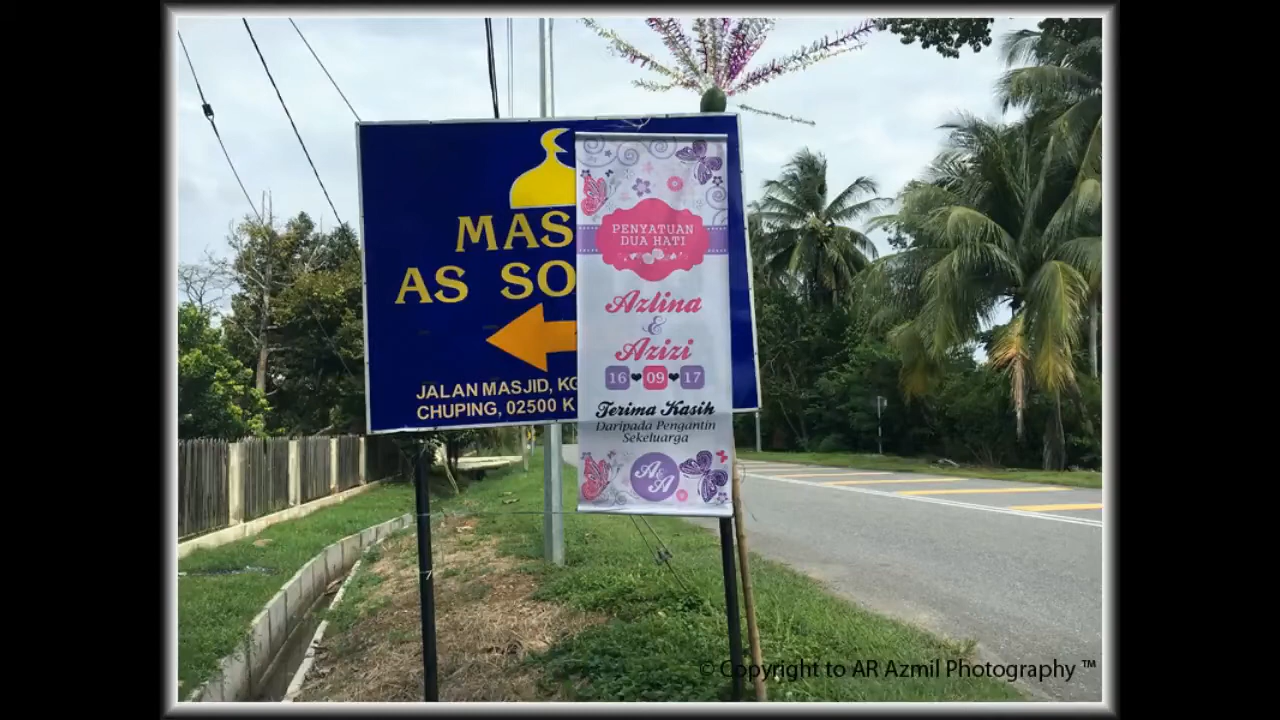 MAS
AS SO
JALAN MASJID, KG
CHUPING, 02500 K
PENYATUAN
DUA HATI
Azlina
&
Azizi
16 09 17
Terima Kasih
Daripada Pengantin
Sekeluarga
A&A
© Copyright to AR Azmil Photography ™